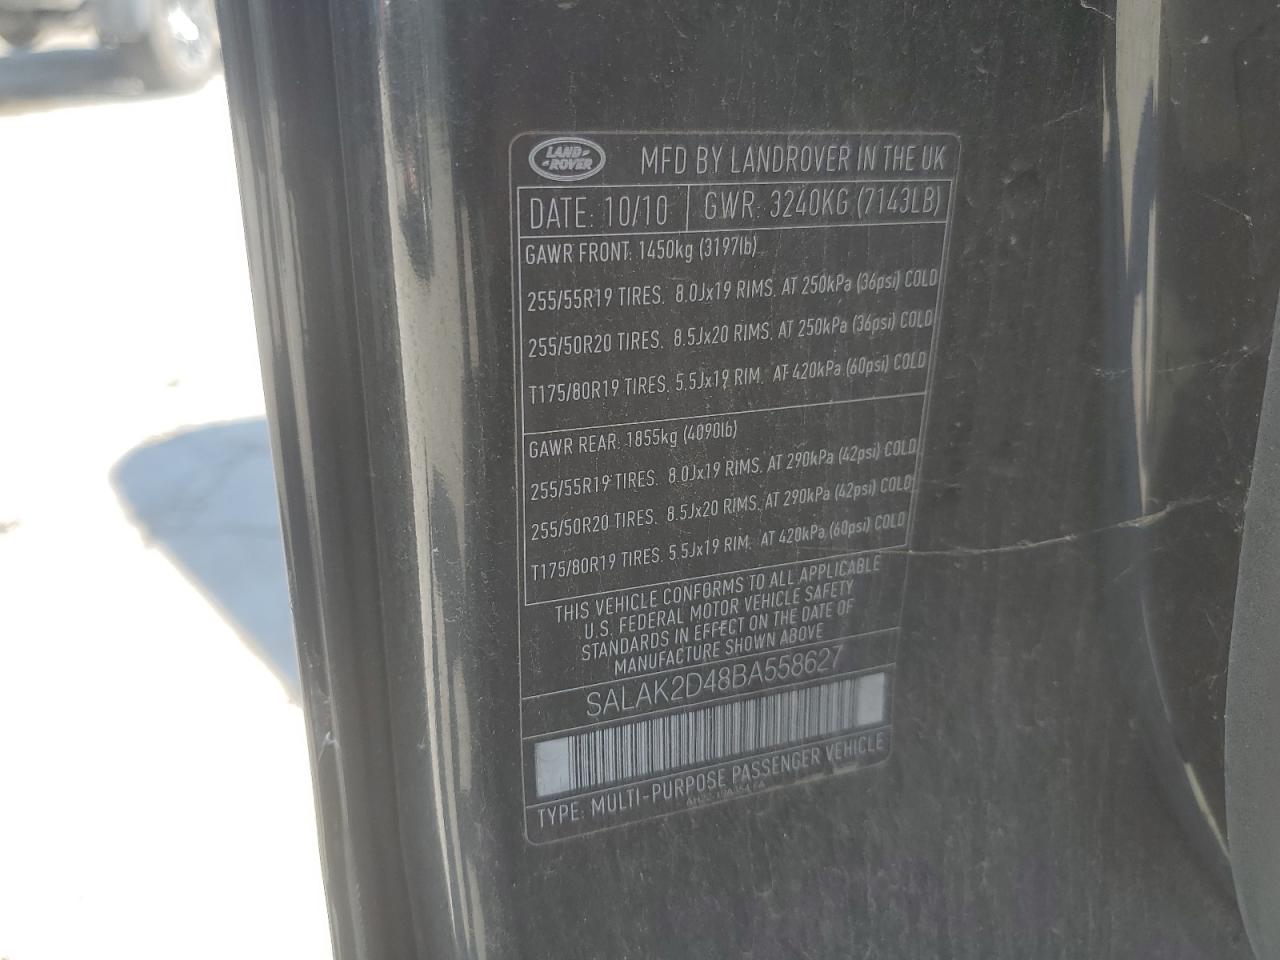 LAND-
-ROVER
MFD BY LANDROVER IN THE UK
DATE: 10/10 GWR: 3240KG (7143LB)
GAWR FRONT: 1450kg (3197lb)
255/55R19 TIRES. 8.0Jx19 RIMS, AT 250kPa (36psi) COLD
255/50R20 TIRES. 8.5Jx20 RIMS, AT 250kPa (36psi) COLD
T175/80R19 TIRES. 5.5Jx19 RIM. AT 420kPa (60psi) COLD
GAWR REAR: 1855kg (4090lb)
255/55R19 TIRES. 8.0Jx19 RIMS, AT 290kPa (42psi) COLD
255/50R20 TIRES. 8.5Jx20 RIMS, AT 290kPa (42psi) COLD
T175/80R19 TIRES. 5.5Jx19 RIM. AT 420kPa (60psi) COLD
THIS VEHICLE CONFORMS TO ALL APPLICABLE
U.S. FEDERAL MOTOR VEHICLE SAFETY
STANDARDS IN EFFECT ON THE DATE OF
MANUFACTURE SHOWN ABOVE
SALAK2D48BA558627
TYPE: MULTI-PURPOSE PASSENGER VEHICLE